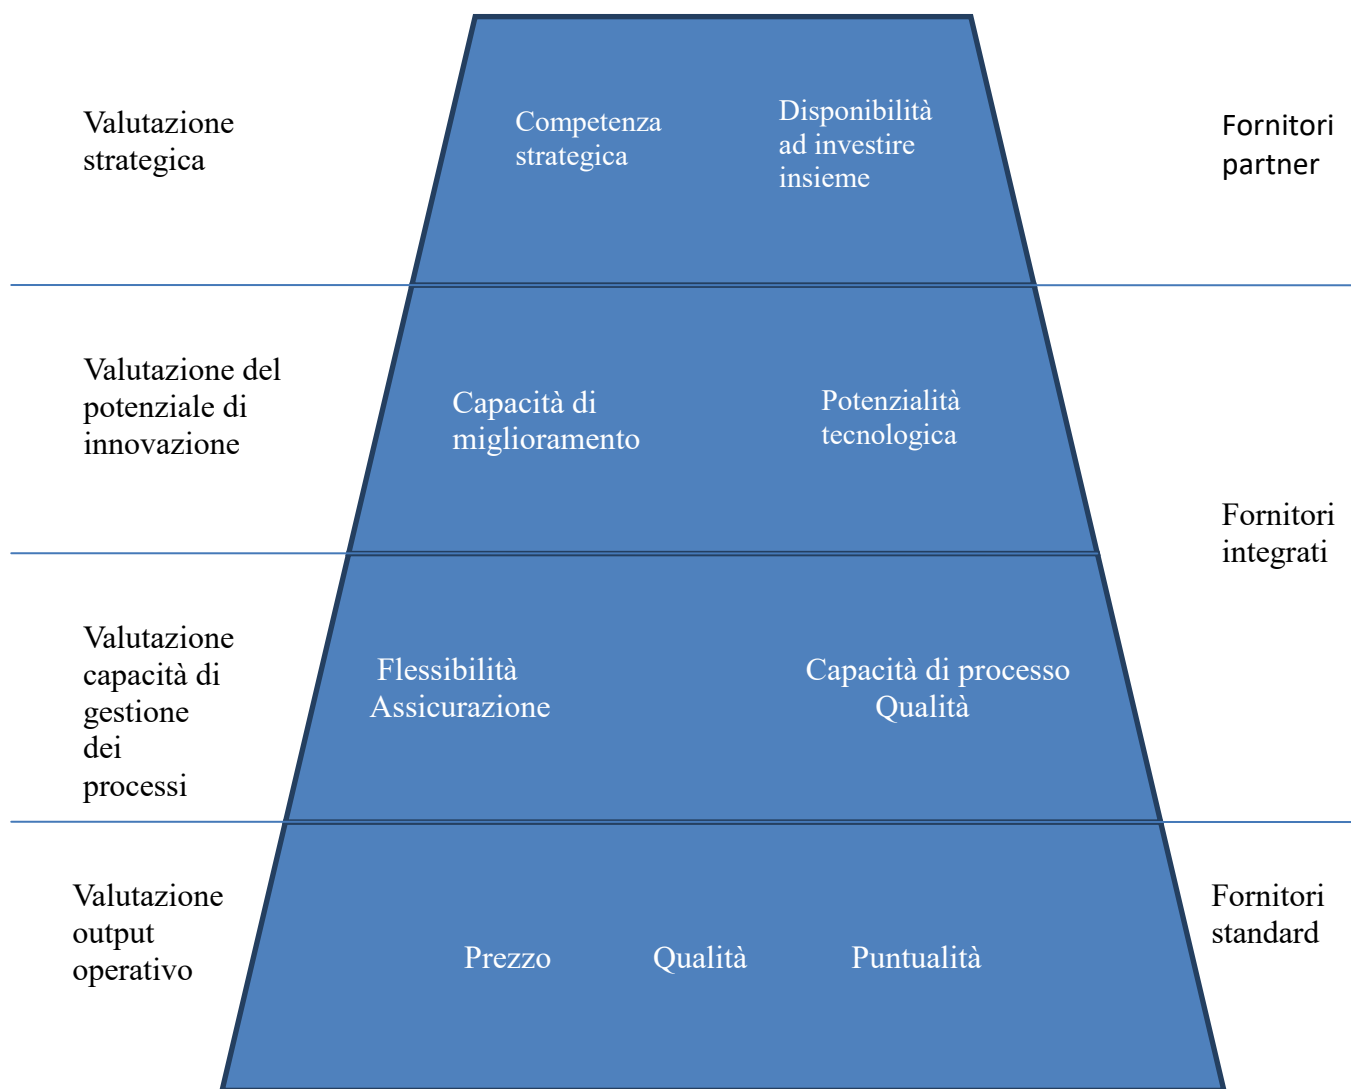 Valutazione
strategica
Competenza
strategica
Disponibilità
ad investire
insieme
Fornitori
partner
Valutazione del
potenziale di
innovazione
Capacità di
miglioramento
Potenzialità
tecnologica
Fornitori
integrati
Valutazione
capacità di
gestione
dei
processi
Flessibilità
Assicurazione
Capacità di processo
Qualità
Valutazione
output
operativo
Prezzo
Qualità
Puntualità
Fornitori
standard